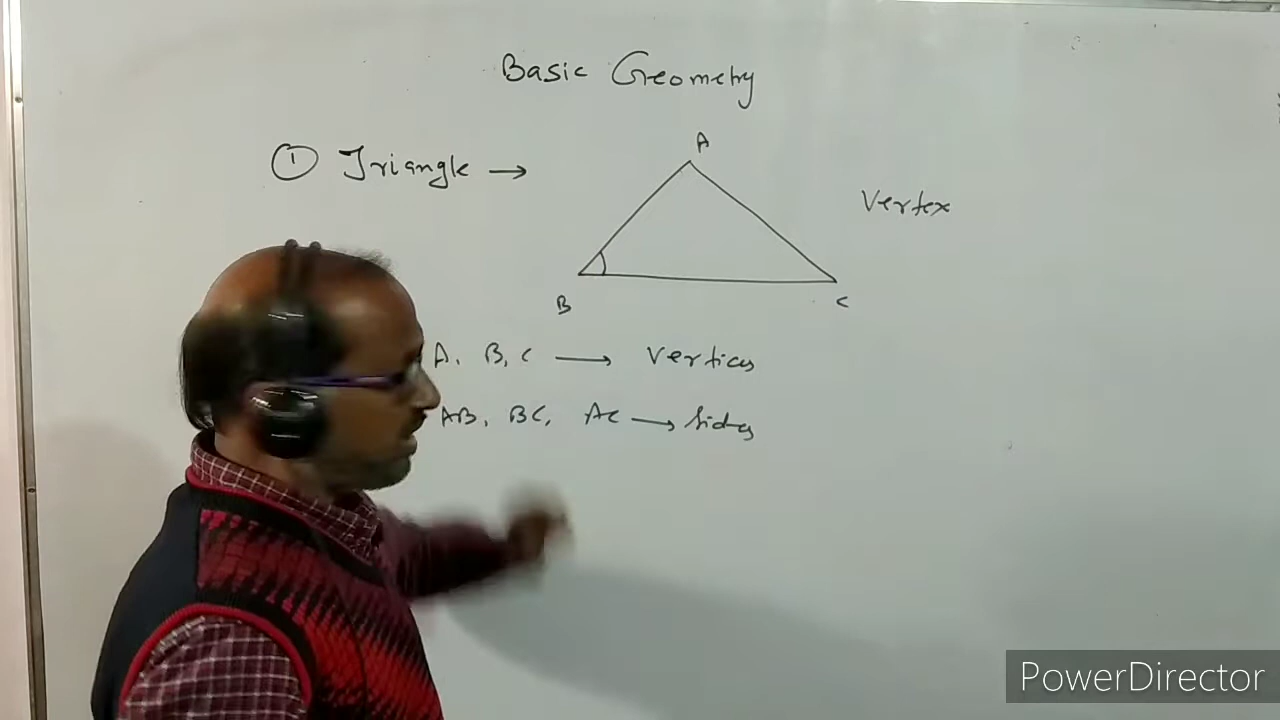 Basic Geometry
① Triangle →
A
Vertex
B
C
A, B, C → Vertices
AB, BC, AC → Sides
PowerDirector